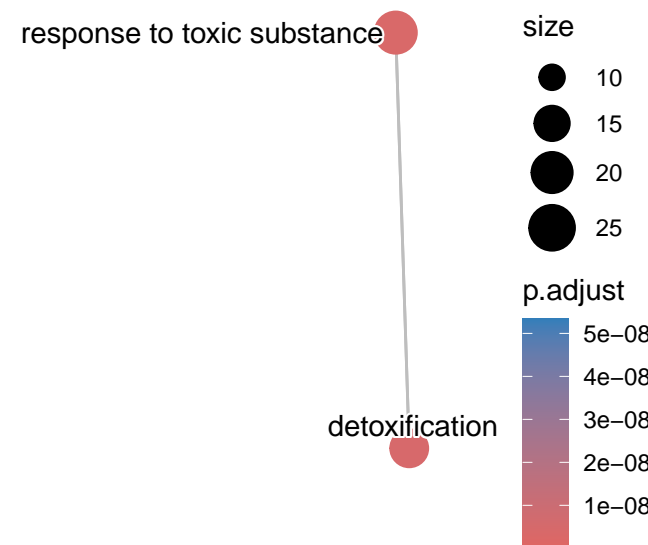 response to toxic substance
detoxification
size
10
15
20
25
p.adjust
5e−08
4e−08
3e−08
2e−08
1e−08